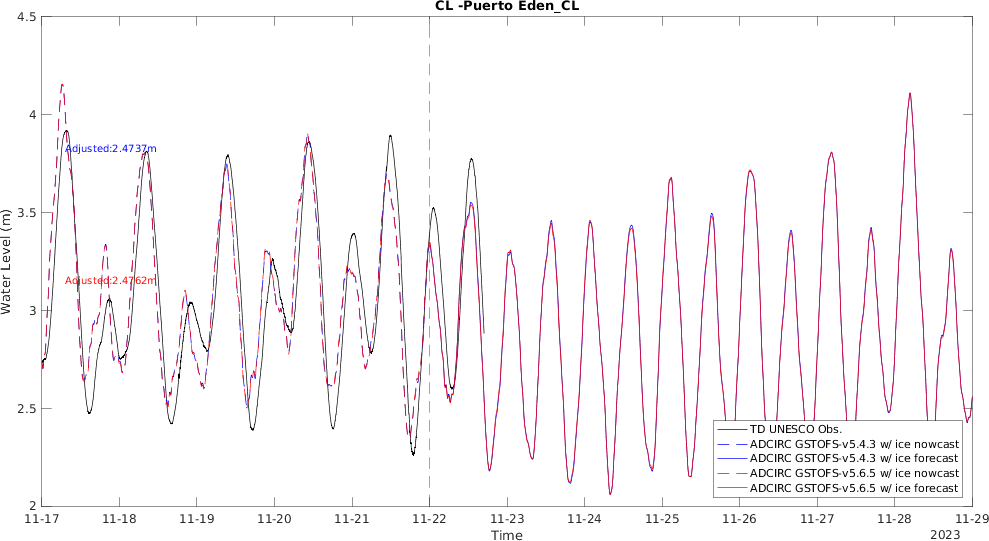 CL -Puerto Eden_CL
4.5
4
3.5
3
2.5
2
Water Level (m)
Adjusted:2.4737m
Adjusted:2.4762m
TD UNESCO Obs.
ADCIRC GSTOFS-v5.4.3 w/ ice nowcast
ADCIRC GSTOFS-v5.4.3 w/ ice forecast
ADCIRC GSTOFS-v5.6.5 w/ ice nowcast
ADCIRC GSTOFS-v5.6.5 w/ ice forecast
11-17 11-18 11-19 11-20 11-21 11-22 11-23 11-24 11-25 11-26 11-27 11-28 11-29
Time
2023